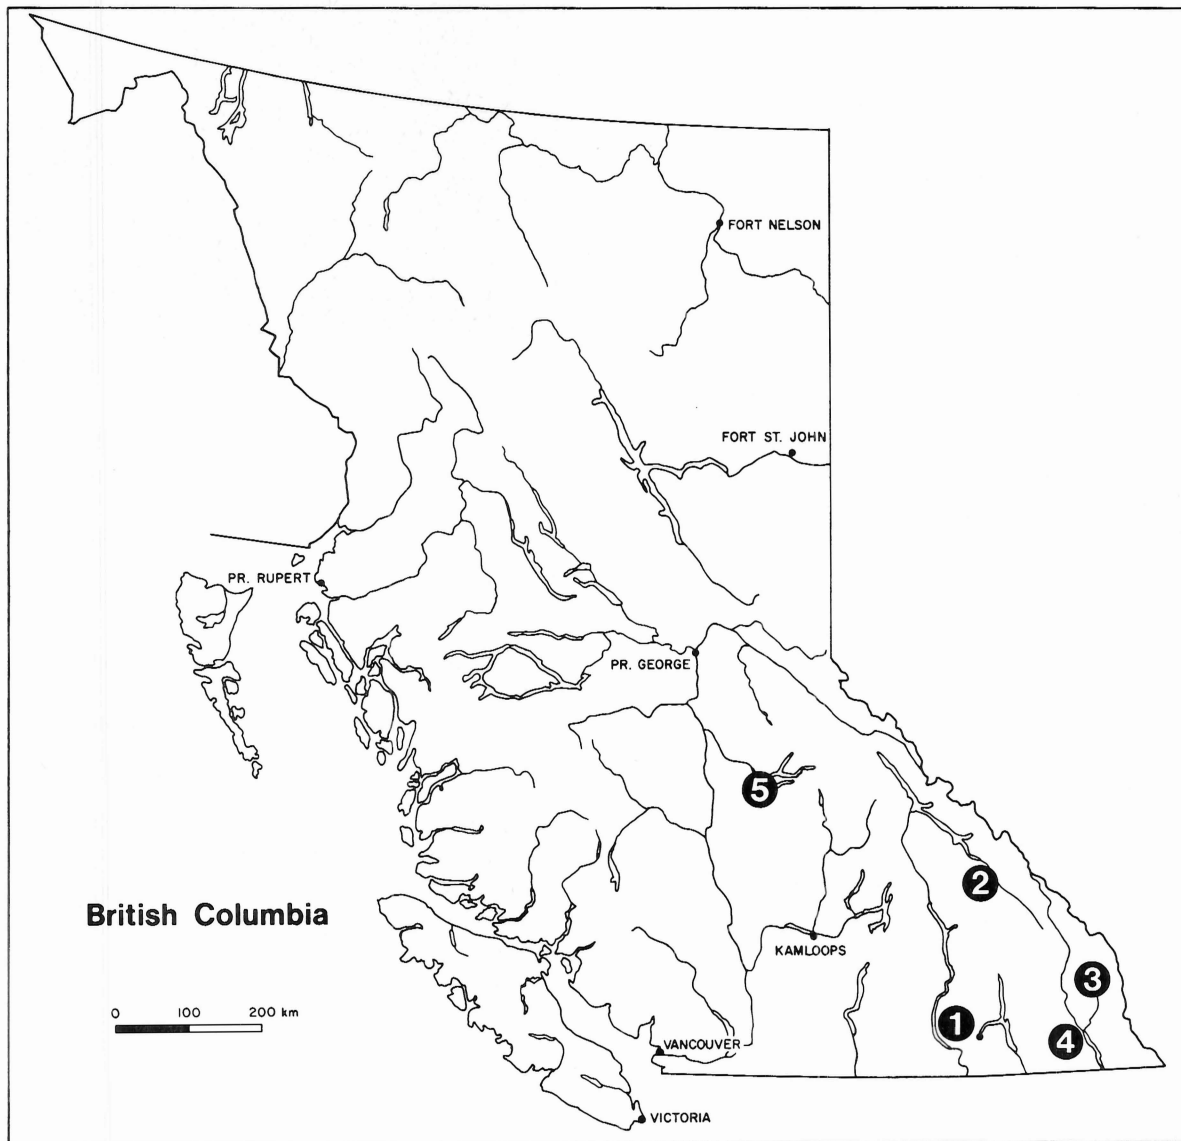 FORT NELSON
FORT ST. JOHN
PR. RUPERT
PR. GEORGE
5
2
British Columbia
KAMLOOPS
3
0 100 200 km
1
4
VANCOUVER
VICTORIA